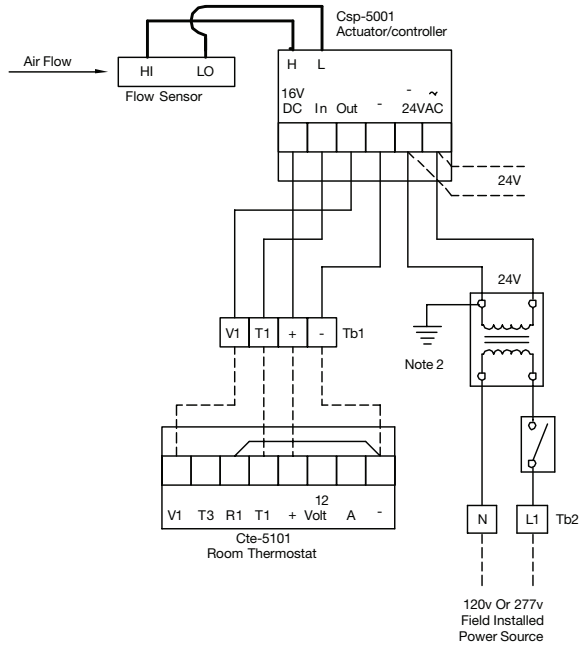 Csp-5001
Actuator/controller
Air Flow
HI LO
Flow Sensor
H L
16V
DC In Out - - ~
24VAC
24V
24V
V1 T1 + - Tb1
Note 2
12
V1 T3 R1 T1 + Volt A -
Cte-5101
Room Thermostat
N L1 Tb2
120v Or 277v
Field Installed
Power Source